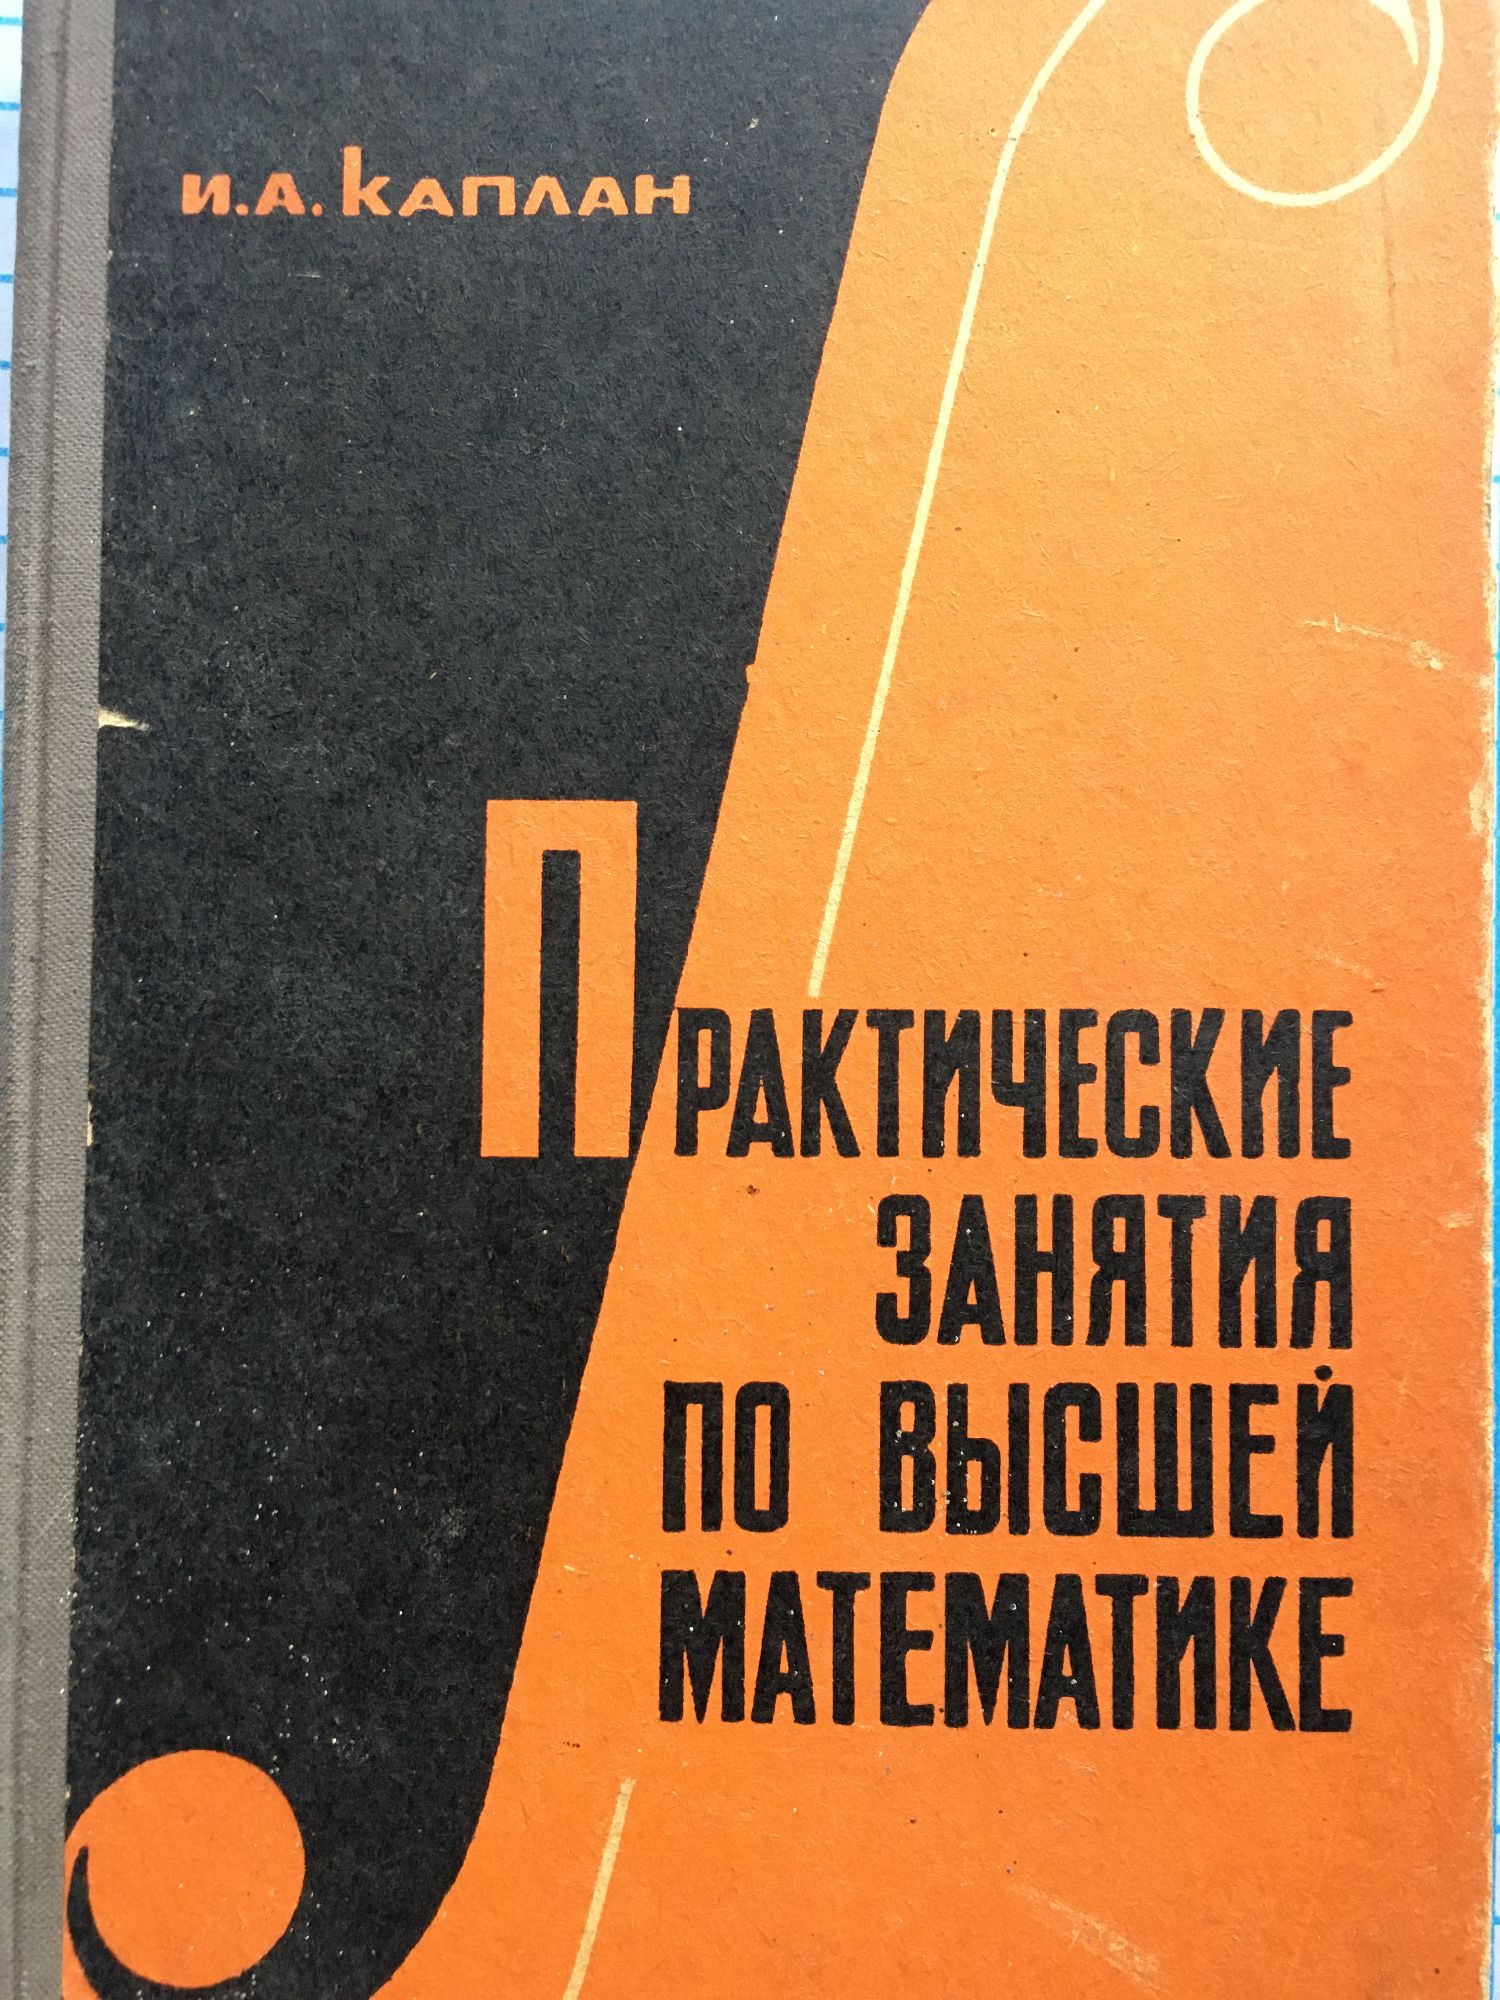 И.А. КАПЛАН
ПРАКТИЧЕСКИЕ
ЗАНЯТИЯ
ПО ВЫСШЕЙ
МАТЕМАТИКЕ